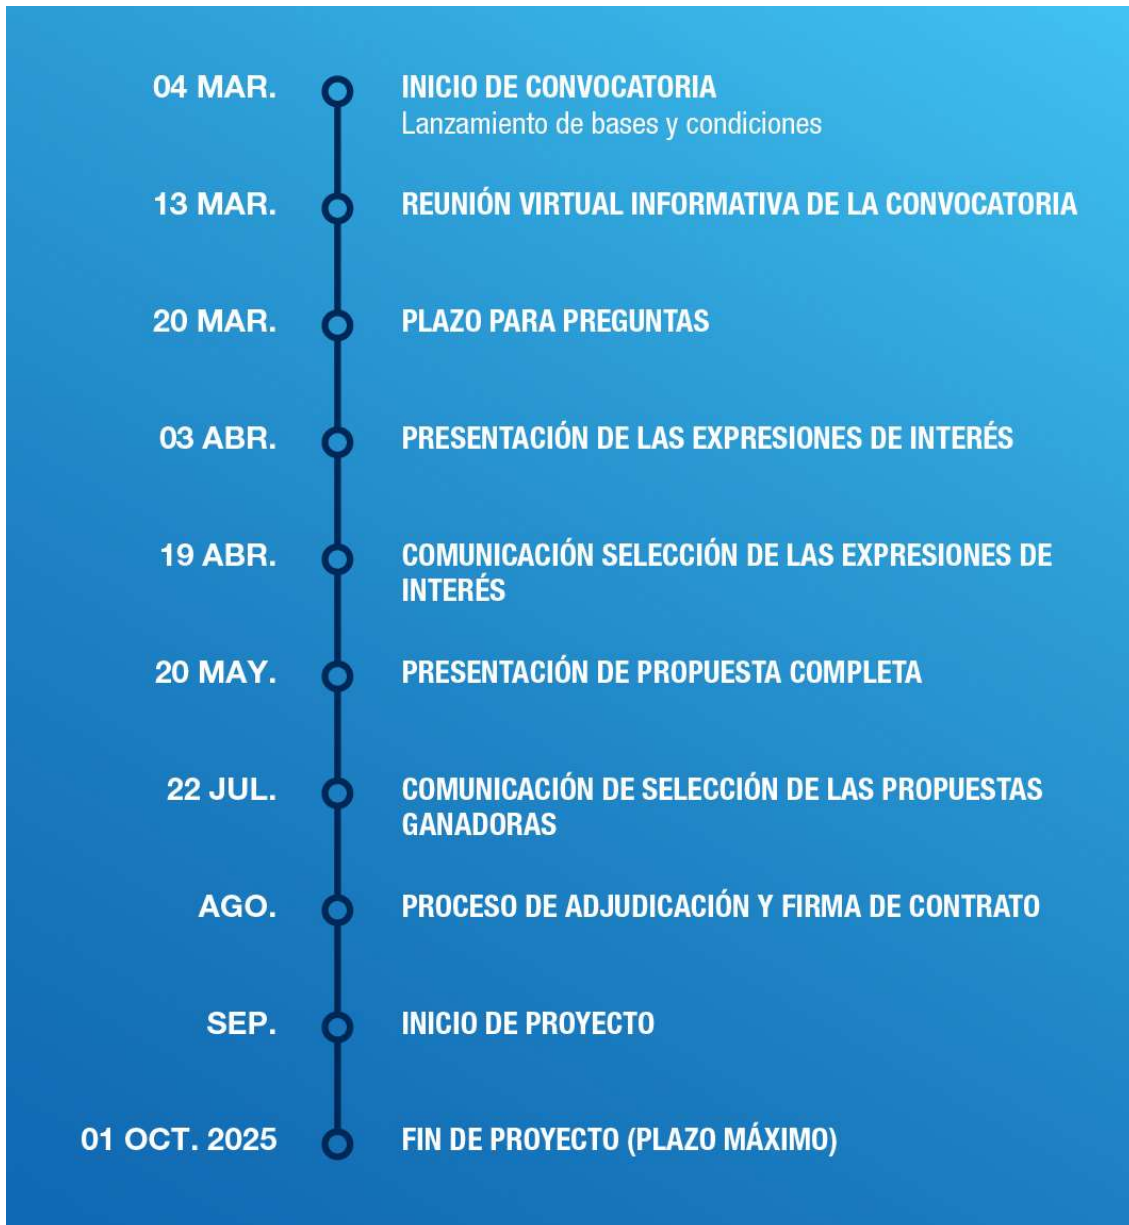 04 MAR.
INICIO DE CONVOCATORIA
Lanzamiento de bases y condiciones
13 MAR.
REUNIÓN VIRTUAL INFORMATIVA DE LA CONVOCATORIA
20 MAR.
PLAZO PARA PREGUNTAS
03 ABR.
PRESENTACIÓN DE LAS EXPRESIONES DE INTERÉS
19 ABR.
COMUNICACIÓN SELECCIÓN DE LAS EXPRESIONES DE
INTERÉS
20 MAY.
PRESENTACIÓN DE PROPUESTA COMPLETA
22 JUL.
COMUNICACIÓN DE SELECCIÓN DE LAS PROPUESTAS
GANADORAS
AGO.
PROCESO DE ADJUDICACIÓN Y FIRMA DE CONTRATO
SEP.
INICIO DE PROYECTO
01 OCT. 2025
FIN DE PROYECTO (PLAZO MÁXIMO)